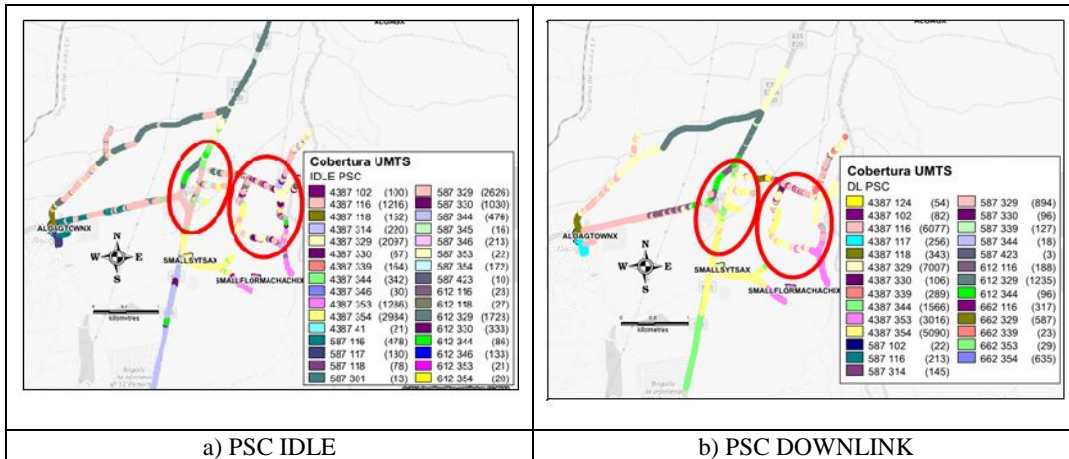 ALOAGTOWNX
SMALLSYTSAX
SMALLFLORMACHACHIX
N
W E
S
kilometres
Cobertura UMTS
IDLE PSC
4387 102 (100) 587 329 (2626)
4387 116 (1216) 587 330 (1030)
4387 118 (132) 587 344 (476)
4387 314 (220) 587 345 (16)
4387 329 (2097) 587 346 (213)
4387 330 (67) 587 353 (22)
4387 339 (164) 587 354 (172)
4387 344 (342) 587 423 (10)
4387 346 (30) 612 116 (23)
4387 353 (1286) 612 118 (27)
4387 354 (2984) 612 329 (1723)
4387 41 (21) 612 330 (333)
587 116 (478) 612 344 (86)
587 117 (130) 612 346 (133)
587 118 (78) 612 353 (21)
587 301 (13) 612 354 (20)
a) PSC IDLE
E35
E20
ALOAGTOWNX
SMALLSYTSAX
SMALLFLORMACHACHIX
N
W E
S
kilometres
Cobertura UMTS
DL PSC
4387 124 (54) 587 329 (894)
4387 102 (82) 587 330 (96)
4387 116 (6077) 587 339 (127)
4387 117 (256) 587 344 (18)
4387 118 (343) 587 423 (3)
4387 329 (7007) 612 116 (188)
4387 330 (106) 612 329 (1235)
4387 339 (289) 612 344 (96)
4387 344 (1566) 662 116 (317)
4387 353 (3016) 662 329 (587)
4387 354 (5090) 662 339 (23)
587 102 (22) 662 353 (29)
587 116 (213) 662 354 (635)
587 314 (145)
b) PSC DOWNLINK